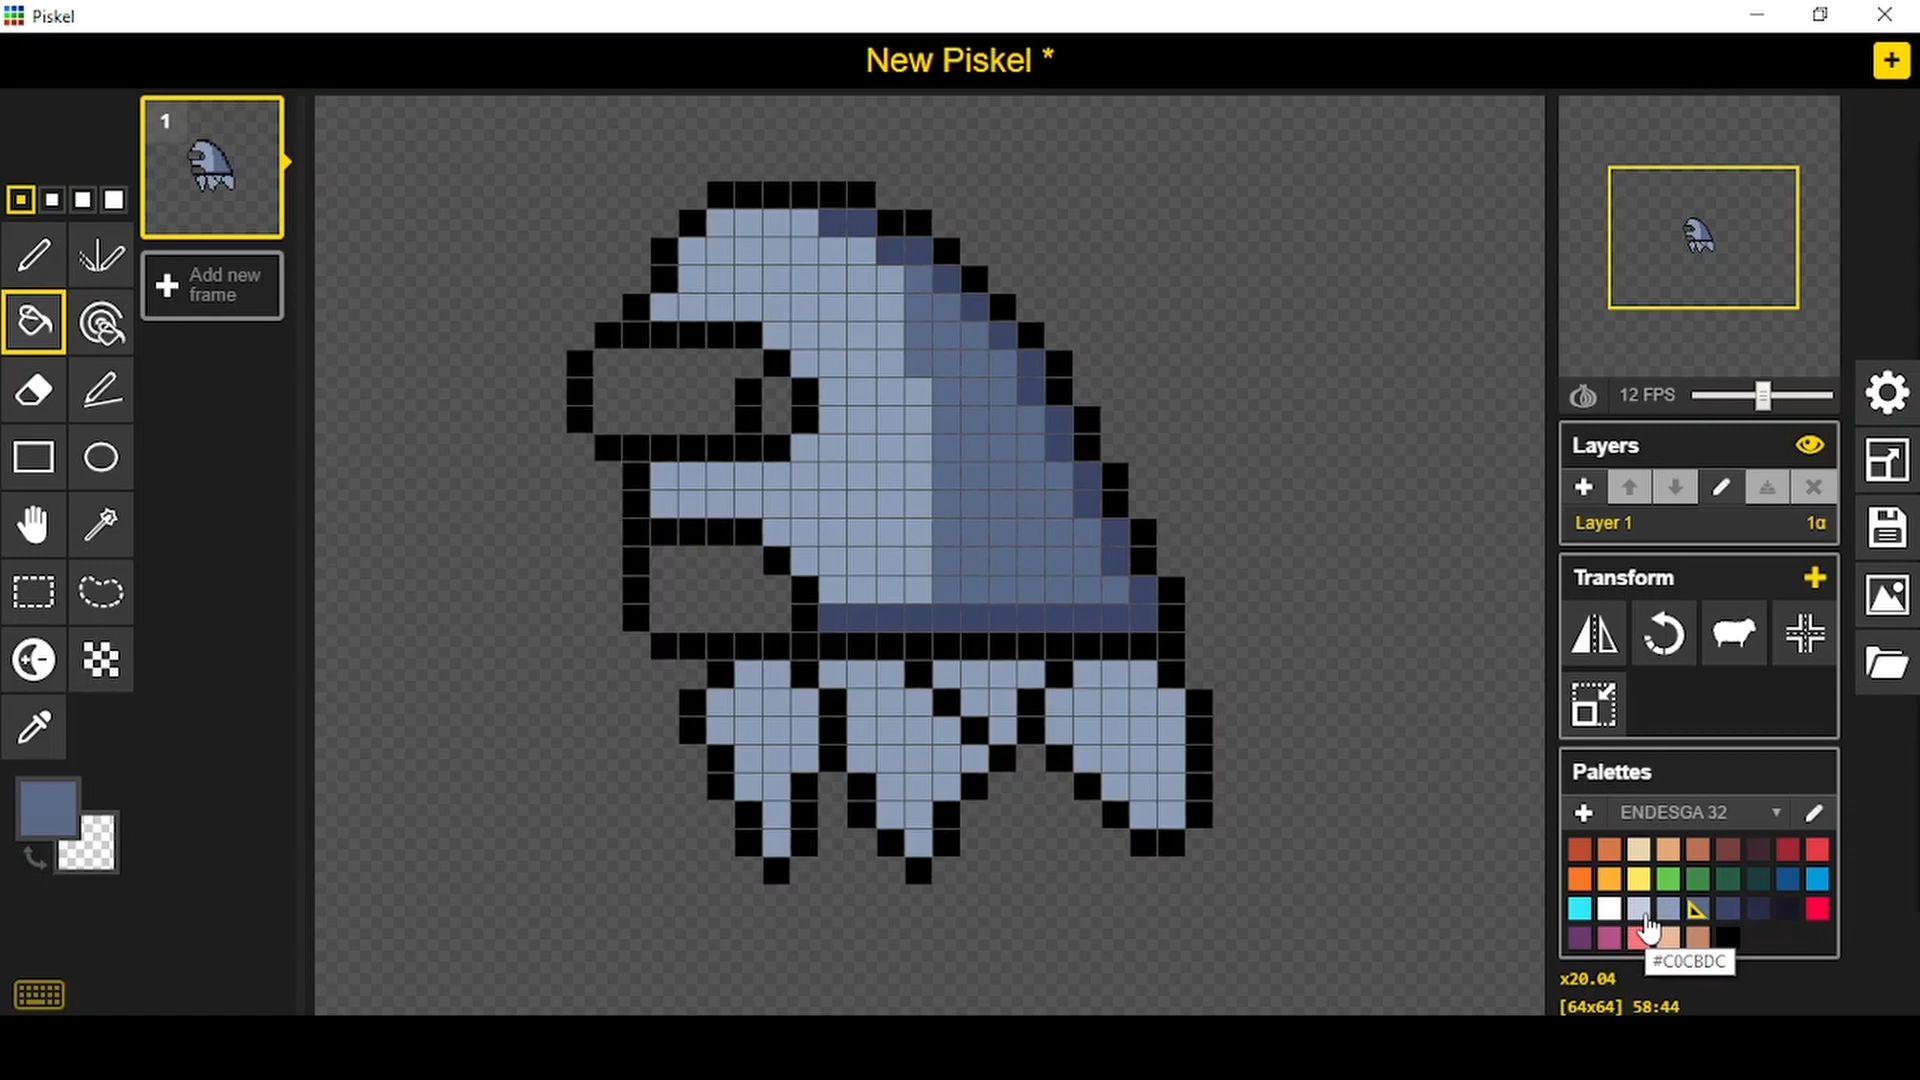 Piskel
New Piskel *
1
Add new
frame
12 FPS
Layers
Layer 1
1α
Transform
Palettes
ENDESGA 32
#C0CBDC
x20.04
[64x64] 58:44